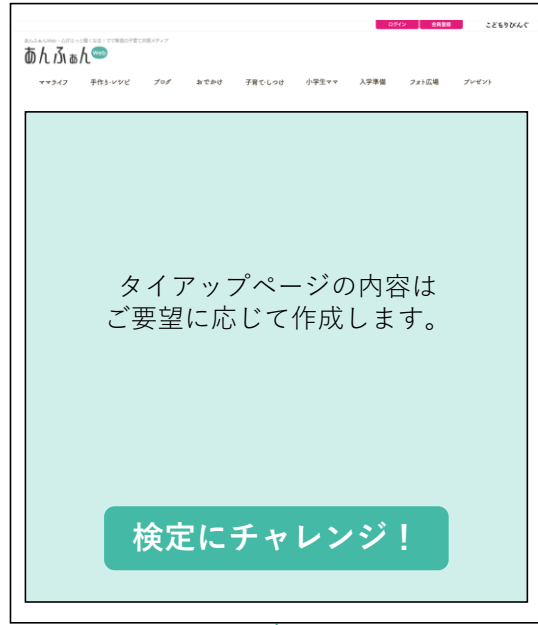 ログイン 会員登録 こどもりびんぐ
あんふぁん Web
ママライフ 手作り・レシピ ブログ おでかけ 子育て・しつけ 小学生ママ 入学準備 フォト広場 プレゼント
タイアップページの内容は
ご要望に応じて作成します。
検定にチャレンジ！